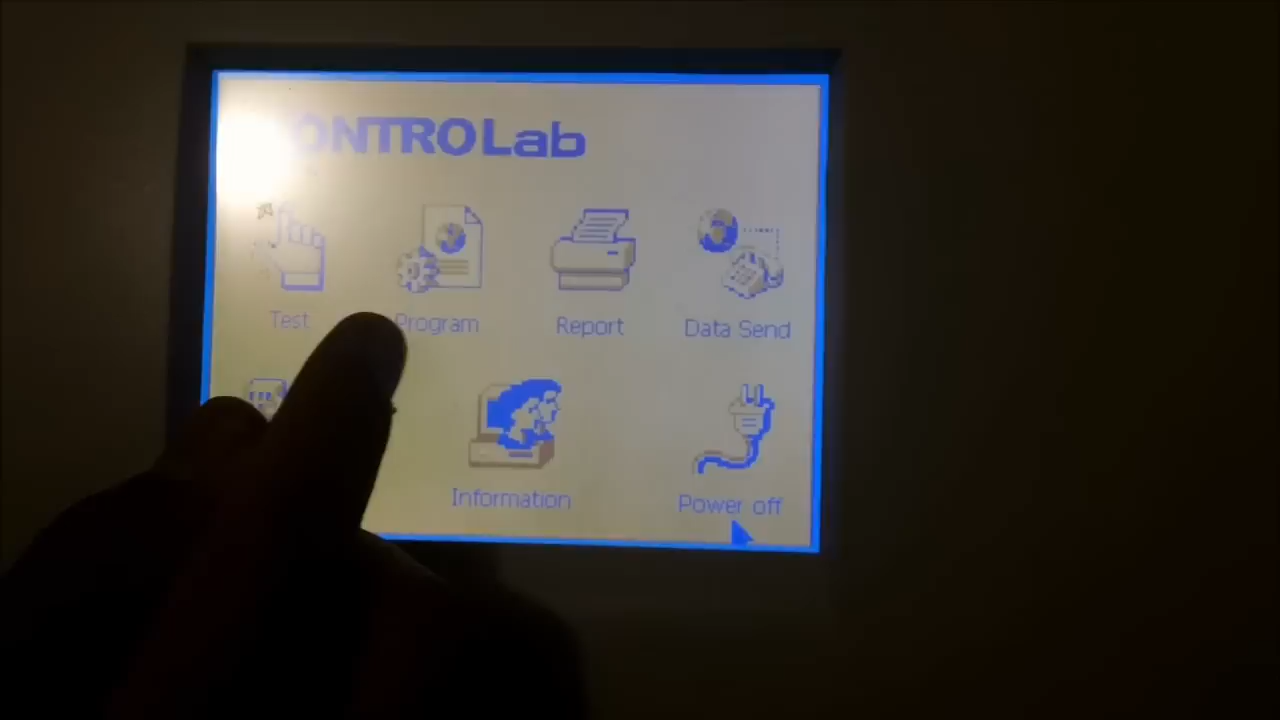 ONTROLab
Test
Program
Report
Data Send
Information
Power off